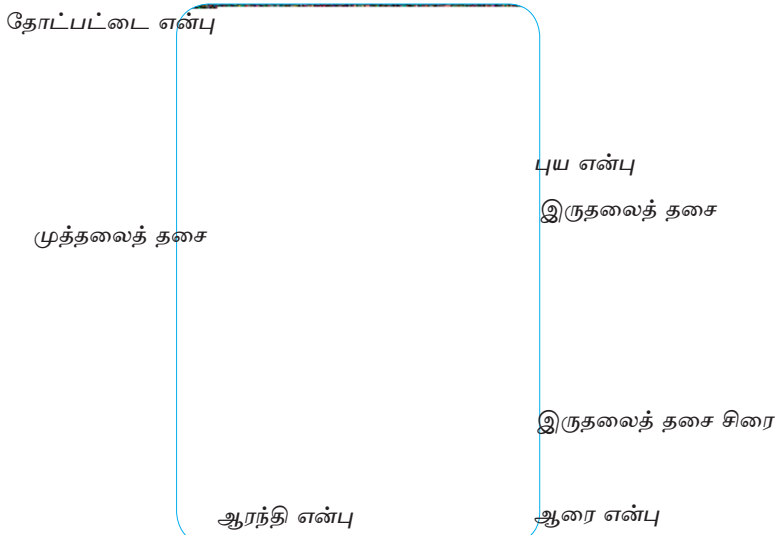 தோட்பட்டை என்பு
புய என்பு
இருதலைத் தசை
முத்தலைத் தசை
இருதலைத் தசை சிரை
ஆரந்தி என்பு
ஆரை என்பு